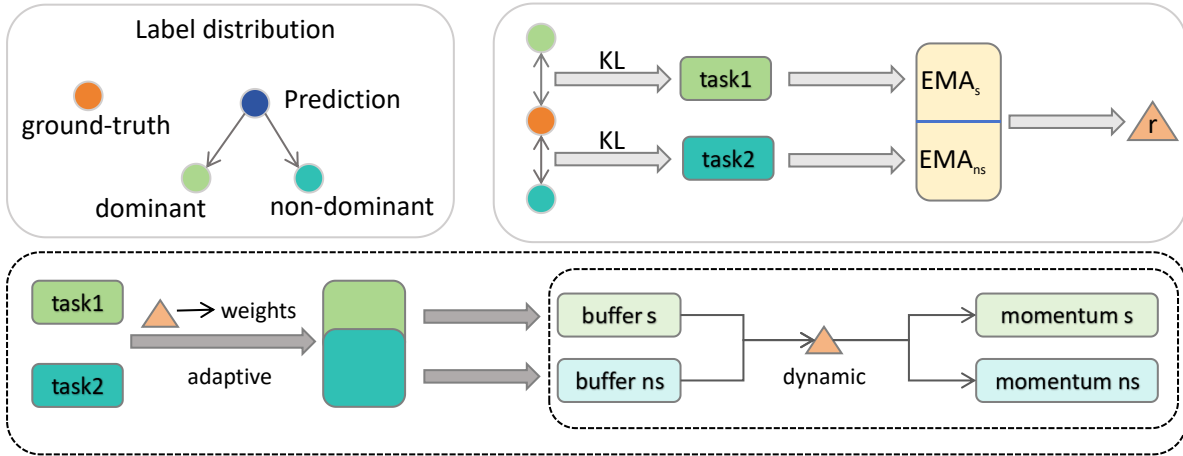 Label distribution
Prediction
ground-truth
dominant
non-dominant
KL
task1
KL
task2
EMAs
EMAns
r
task1
weights
task2
adaptive
buffer s
buffer ns
dynamic
momentum s
momentum ns